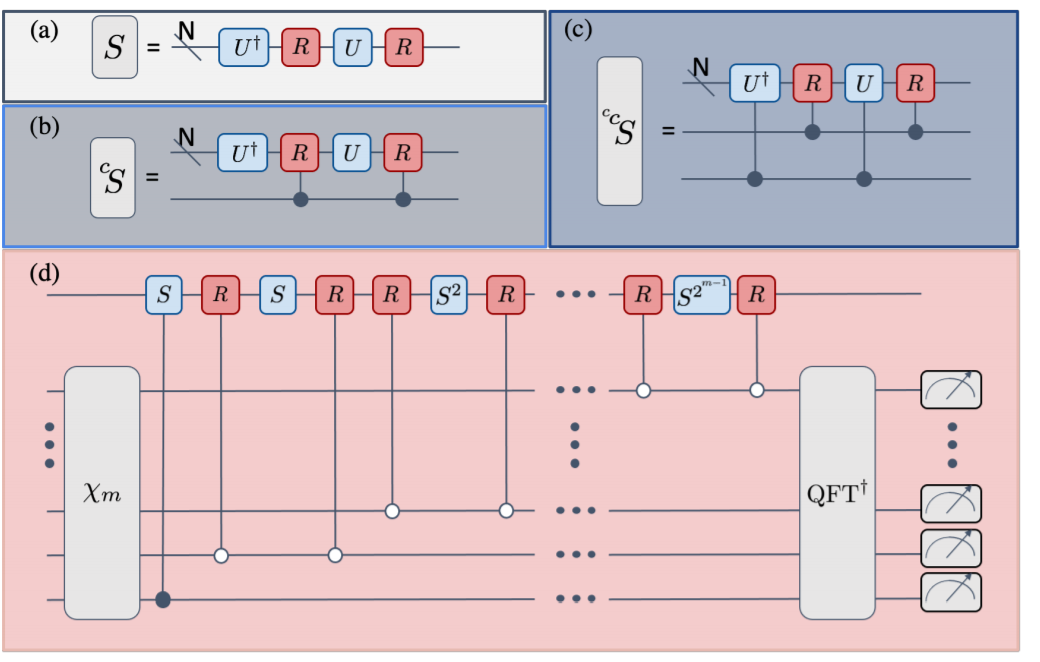 (a)
S = N U† R U R
(b)
ᶜS = N U† R U R
(c)
ᶜᶜS = N U† R U R
(d)
S R S R R S² R ••• R S²ᵐ⁻¹ R
χₘ
QFT†